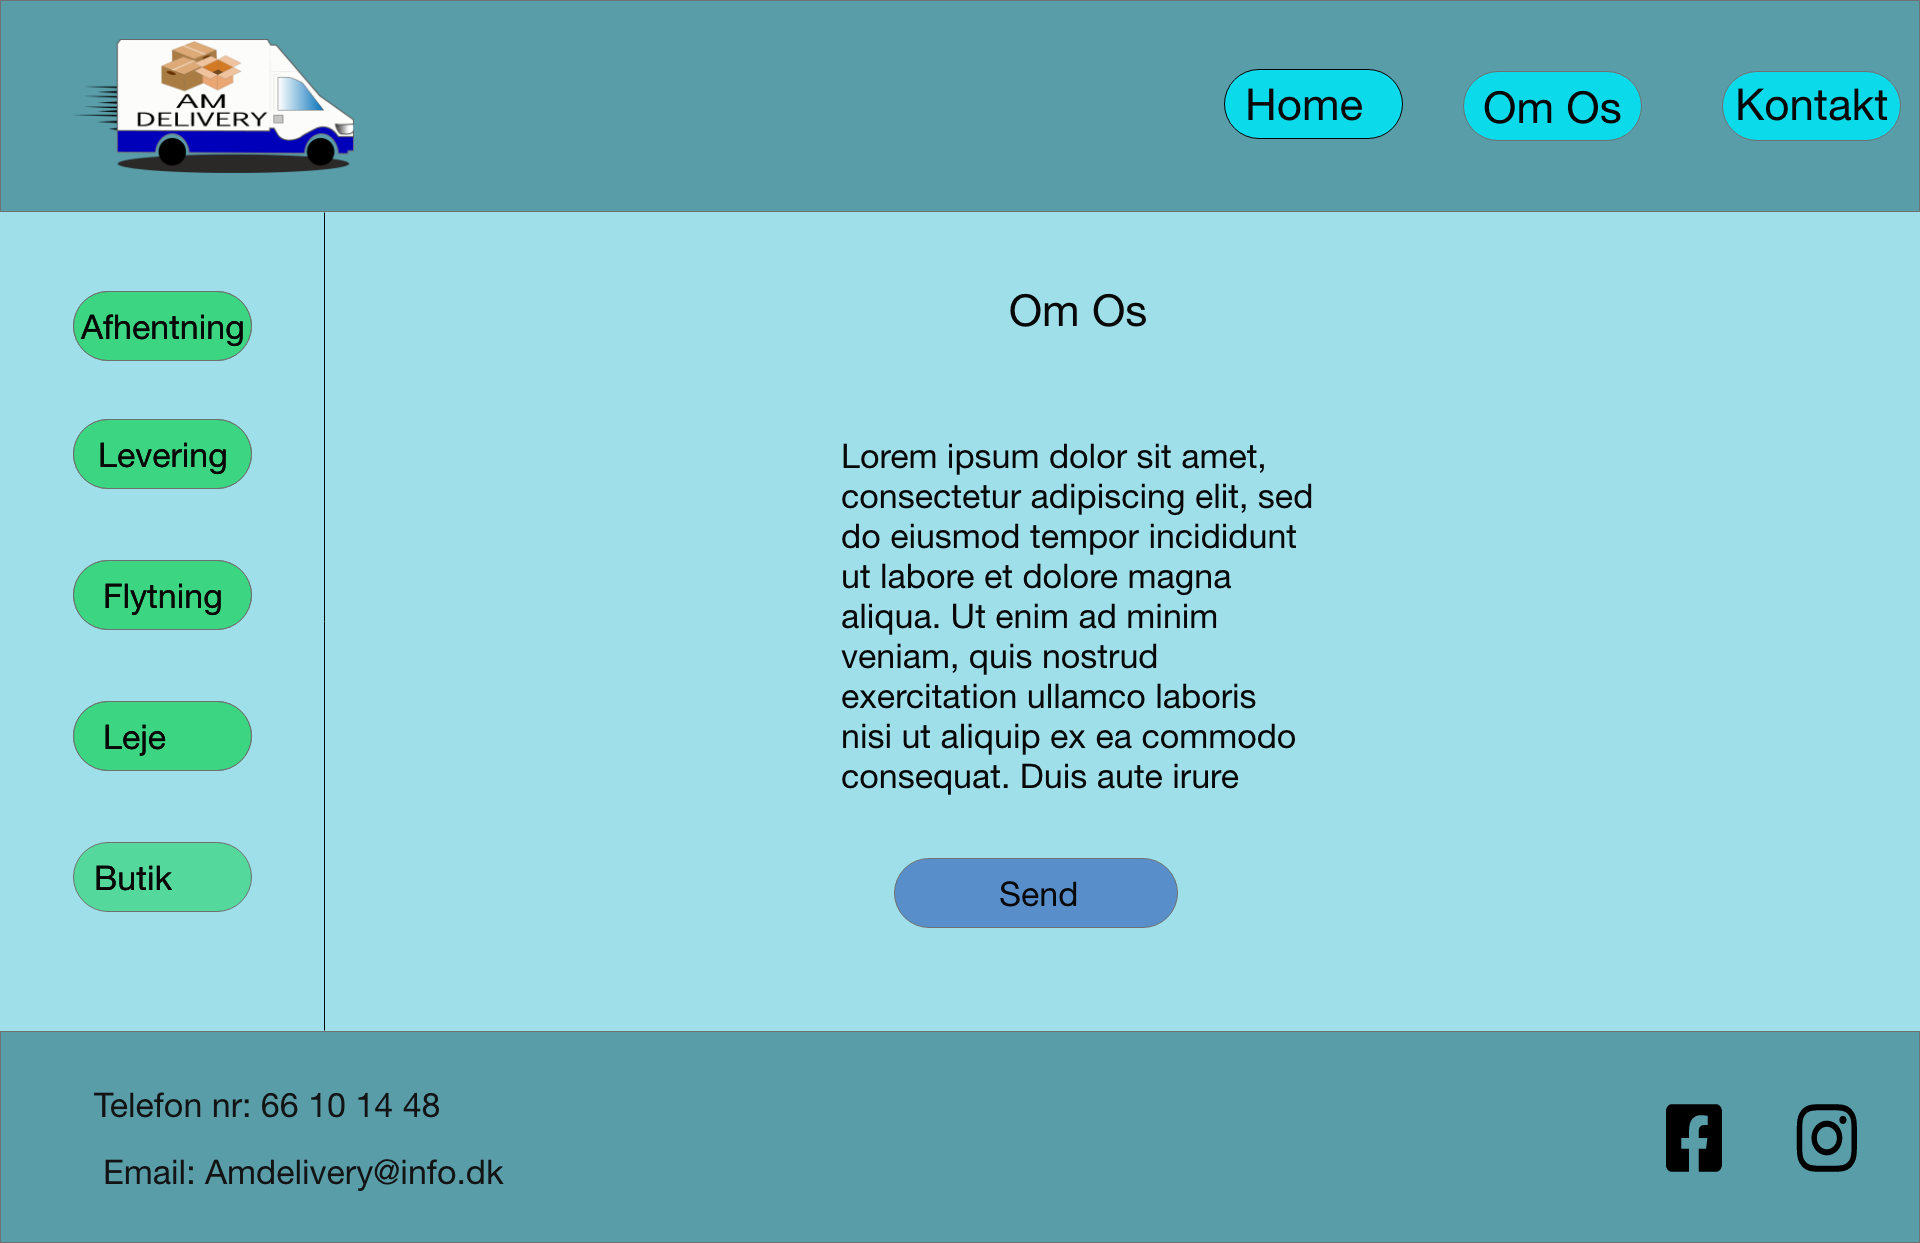 AM
DELIVERY
Home
Om Os
Kontakt
Afhentning
Levering
Flytning
Leje
Butik
Om Os
Lorem ipsum dolor sit amet,
consectetur adipiscing elit, sed
do eiusmod tempor incididunt
ut labore et dolore magna
aliqua. Ut enim ad minim
veniam, quis nostrud
exercitation ullamco laboris
nisi ut aliquip ex ea commodo
consequat. Duis aute irure
Send
Telefon nr: 66 10 14 48
Email: Amdelivery@info.dk